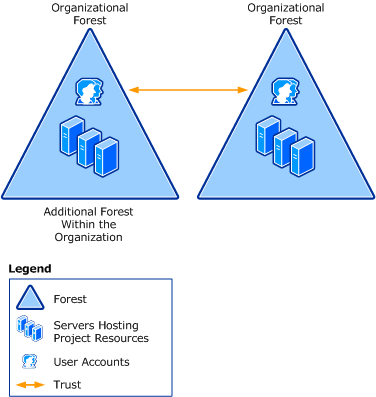 Organizational
Forest
Organizational
Forest
Additional Forest
Within the
Organization
Legend
Forest
Servers Hosting
Project Resources
User Accounts
Trust